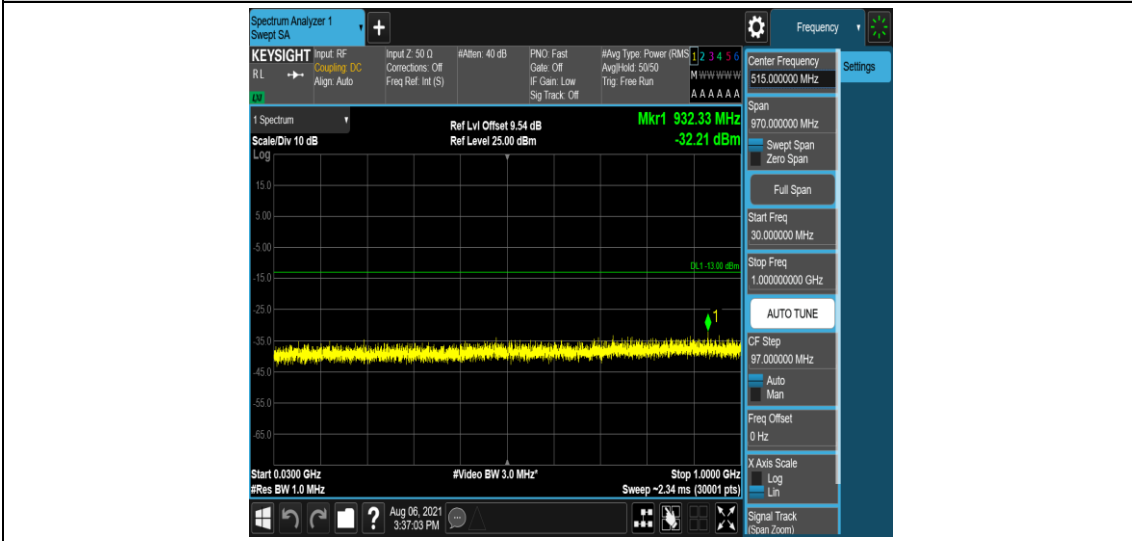 Spectrum Analyzer 1
Swept SA
+
Frequency
KEYSIGHT
RL
Input: RF
Coupling: DC
Align: Auto
Input Z: 50 Ω
Corrections: Off
Freq Ref: Int (S)
#Atten: 40 dB
PNO: Fast
Gate: Off
IF Gain: Low
Sig Track: Off
#Avg Type: Power (RMS
Avg|Hold: 50/50
Trig: Free Run
1 2 3 4 5 6
M W W W W W
A A A A A A
1 Spectrum
Scale/Div 10 dB
Log
Ref Lvl Offset 9.54 dB
Ref Level 25.00 dBm
Mkr1 932.33 MHz
-32.21 dBm
15.0
5.00
-5.00
-15.0
-25.0
-35.0
-45.0
-55.0
-65.0
DL1 -13.00 dBm
1
Start 0.0300 GHz
#Res BW 1.0 MHz
#Video BW 3.0 MHz*
Stop 1.0000 GHz
Sweep ~2.34 ms (30001 pts)
?
Aug 06, 2021
3:37:03 PM
Center Frequency
515.000000 MHz
Span
970.000000 MHz
Swept Span
Zero Span
Full Span
Start Freq
30.000000 MHz
Stop Freq
1.000000000 GHz
AUTO TUNE
CF Step
97.000000 MHz
Auto
Man
Freq Offset
0 Hz
X Axis Scale
Log
Lin
Signal Track
(Span Zoom)
Settings